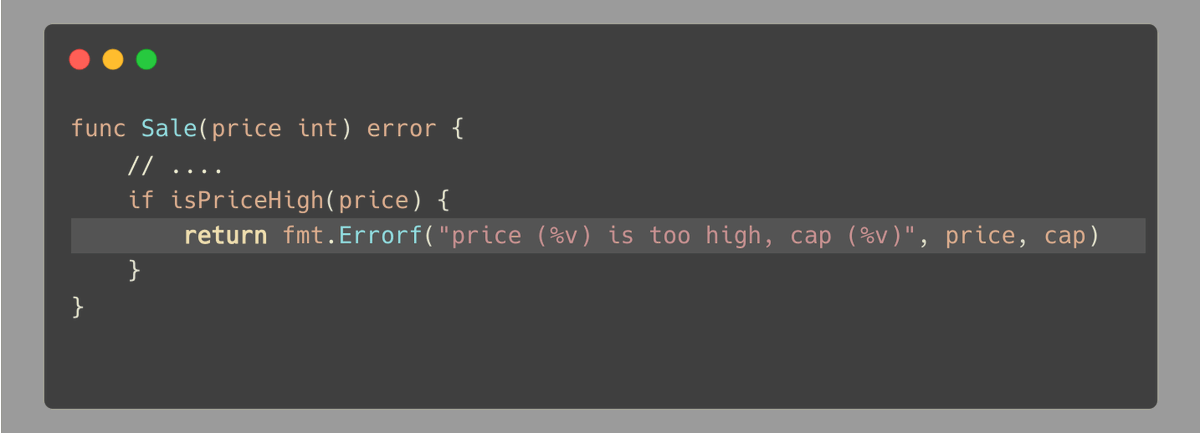 func Sale(price int) error {
    // ....
    if isPriceHigh(price) {
        return fmt.Errorf("price (%v) is too high, cap (%v)", price, cap)
    }
}